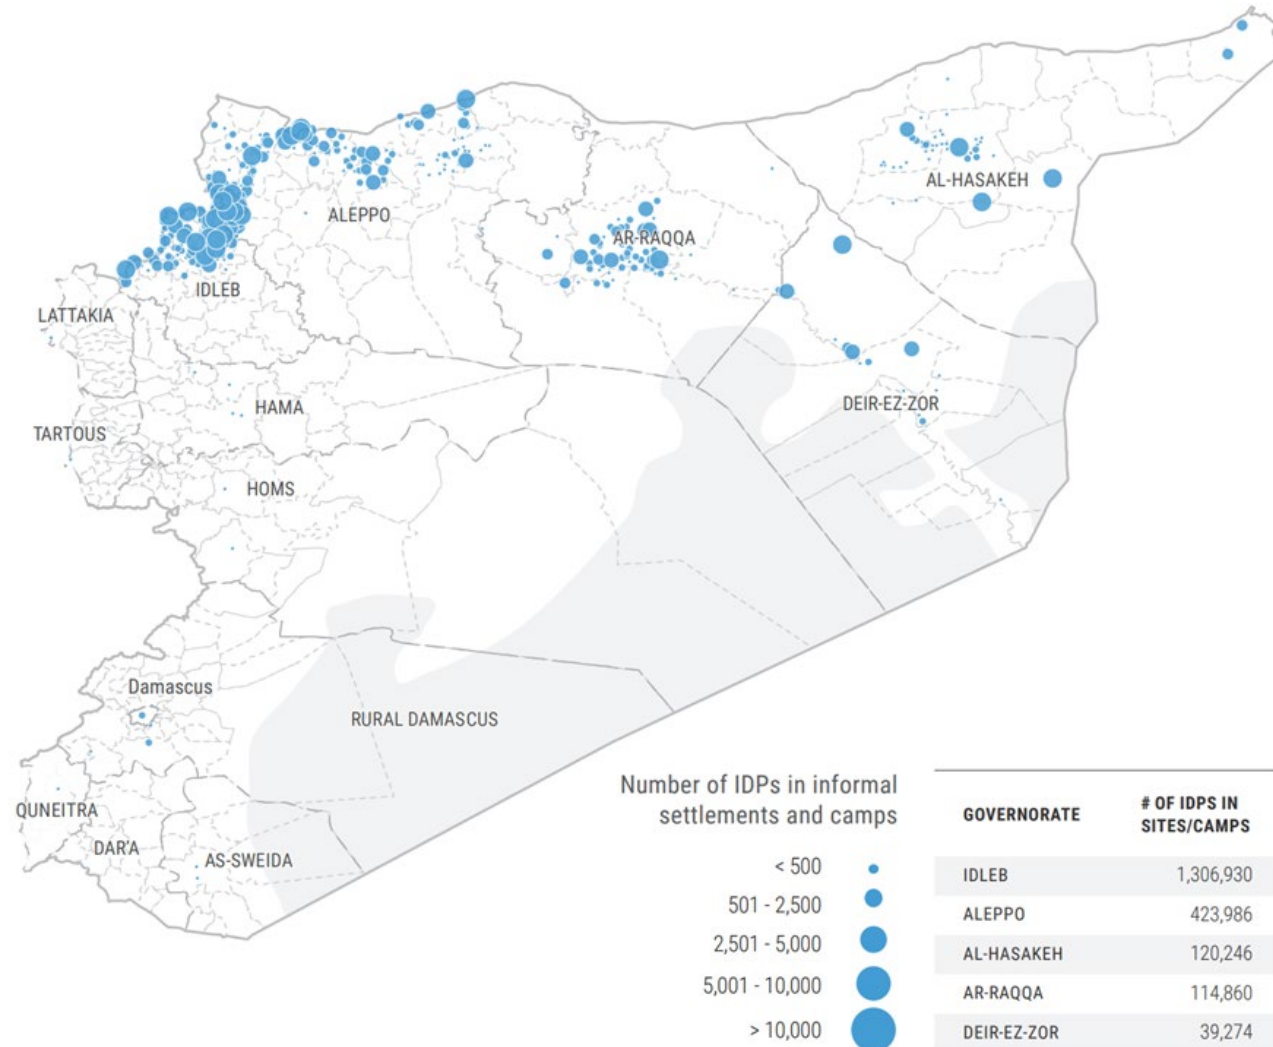 AL-HASAKEH
ALEPPO
AR-RAQQA
IDLEB
LATTAKIA
DEIR-EZ-ZOR
HAMA
TARTOUS
HOMS
Damascus
RURAL DAMASCUS
QUNEITRA
DAR'A
AS-SWEIDA
Number of IDPs in informal
settlements and camps
< 500
501 - 2,500
2,501 - 5,000
5,001 - 10,000
> 10,000
GOVERNORATE # OF IDPS IN
SITES/CAMPS
IDLEB 1,306,930
ALEPPO 423,986
AL-HASAKEH 120,246
AR-RAQQA 114,860
DEIR-EZ-ZOR 39,274